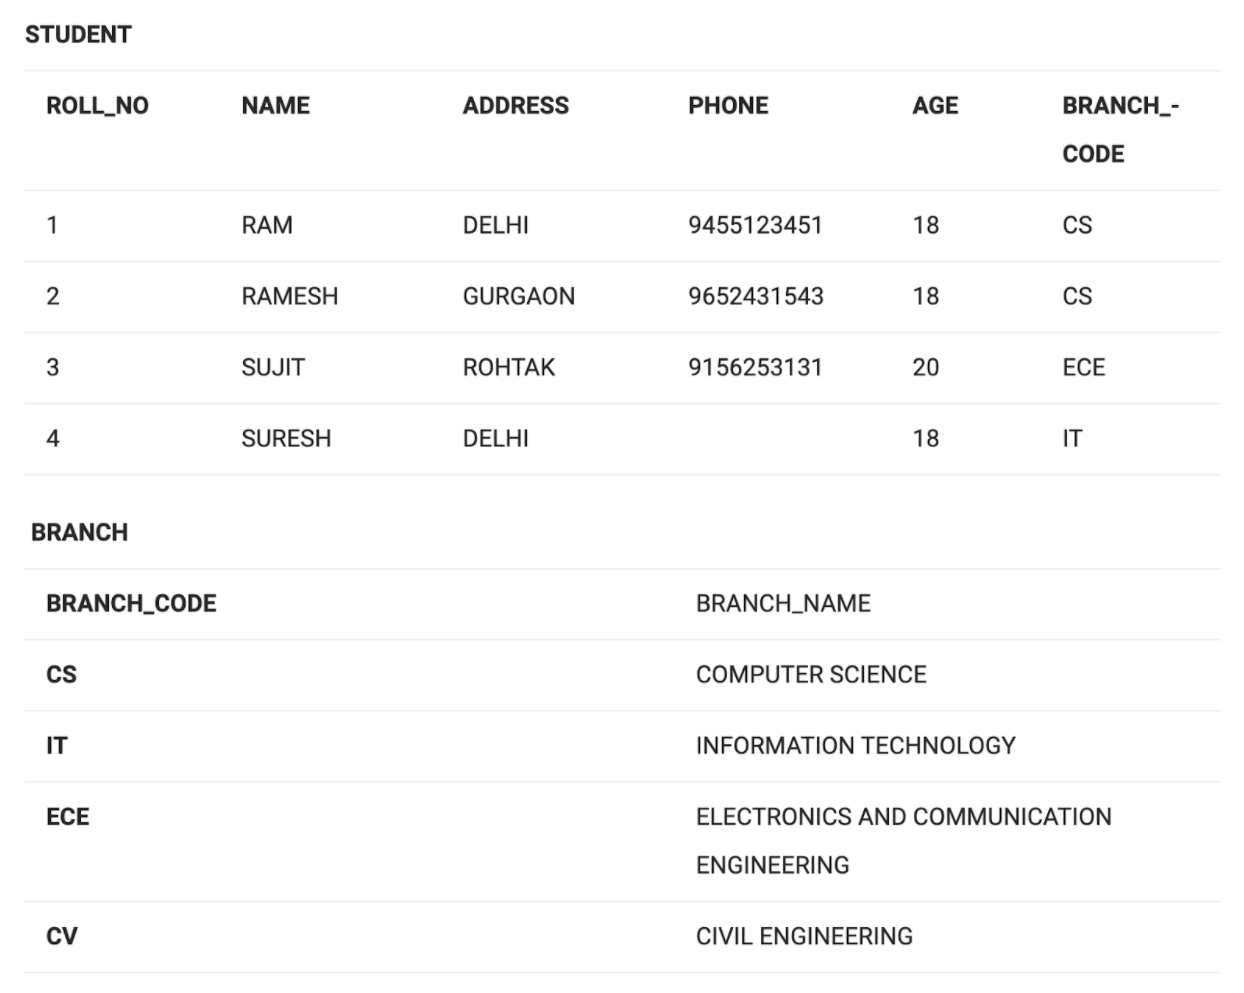 STUDENT
ROLL_NO NAME ADDRESS PHONE AGE BRANCH_-
CODE
1 RAM DELHI 9455123451 18 CS
2 RAMESH GURGAON 9652431543 18 CS
3 SUJIT ROHTAK 9156253131 20 ECE
4 SURESH DELHI 18 IT
BRANCH
BRANCH_CODE BRANCH_NAME
CS COMPUTER SCIENCE
IT INFORMATION TECHNOLOGY
ECE ELECTRONICS AND COMMUNICATION
ENGINEERING
CV CIVIL ENGINEERING